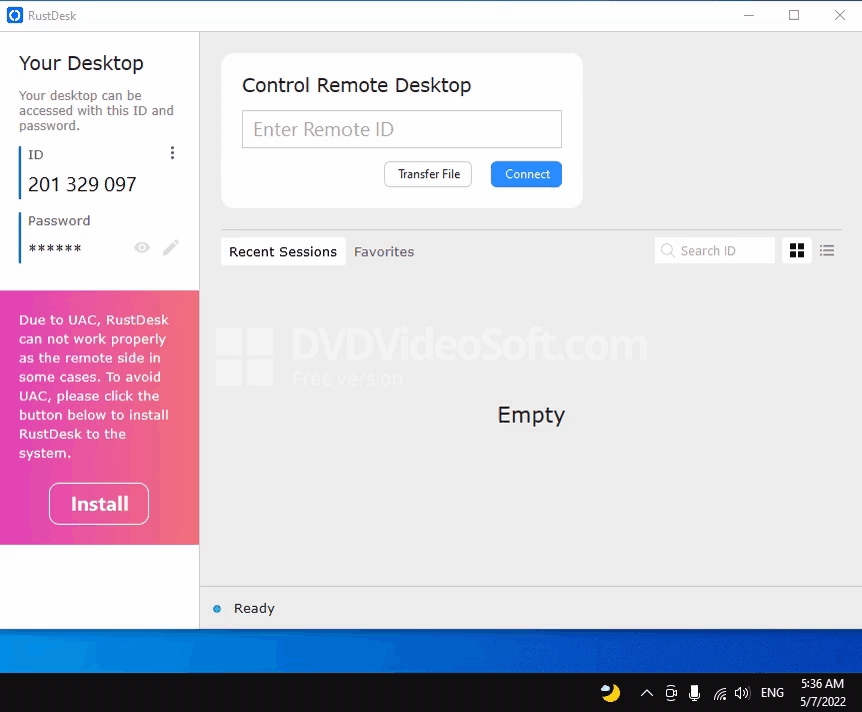 RustDesk
Your Desktop
Your desktop can be
accessed with this ID and
password.
ID
201 329 097
Password
******
Due to UAC, RustDesk
can not work properly
as the remote side in
some cases. To avoid
UAC, please click the
button below to install
RustDesk to the
system.
Install
Control Remote Desktop
Enter Remote ID
Transfer File
Connect
Recent Sessions
Favorites
Search ID
DVDVideoSoft.com
Free version
Empty
Ready
ENG
5:36 AM
5/7/2022